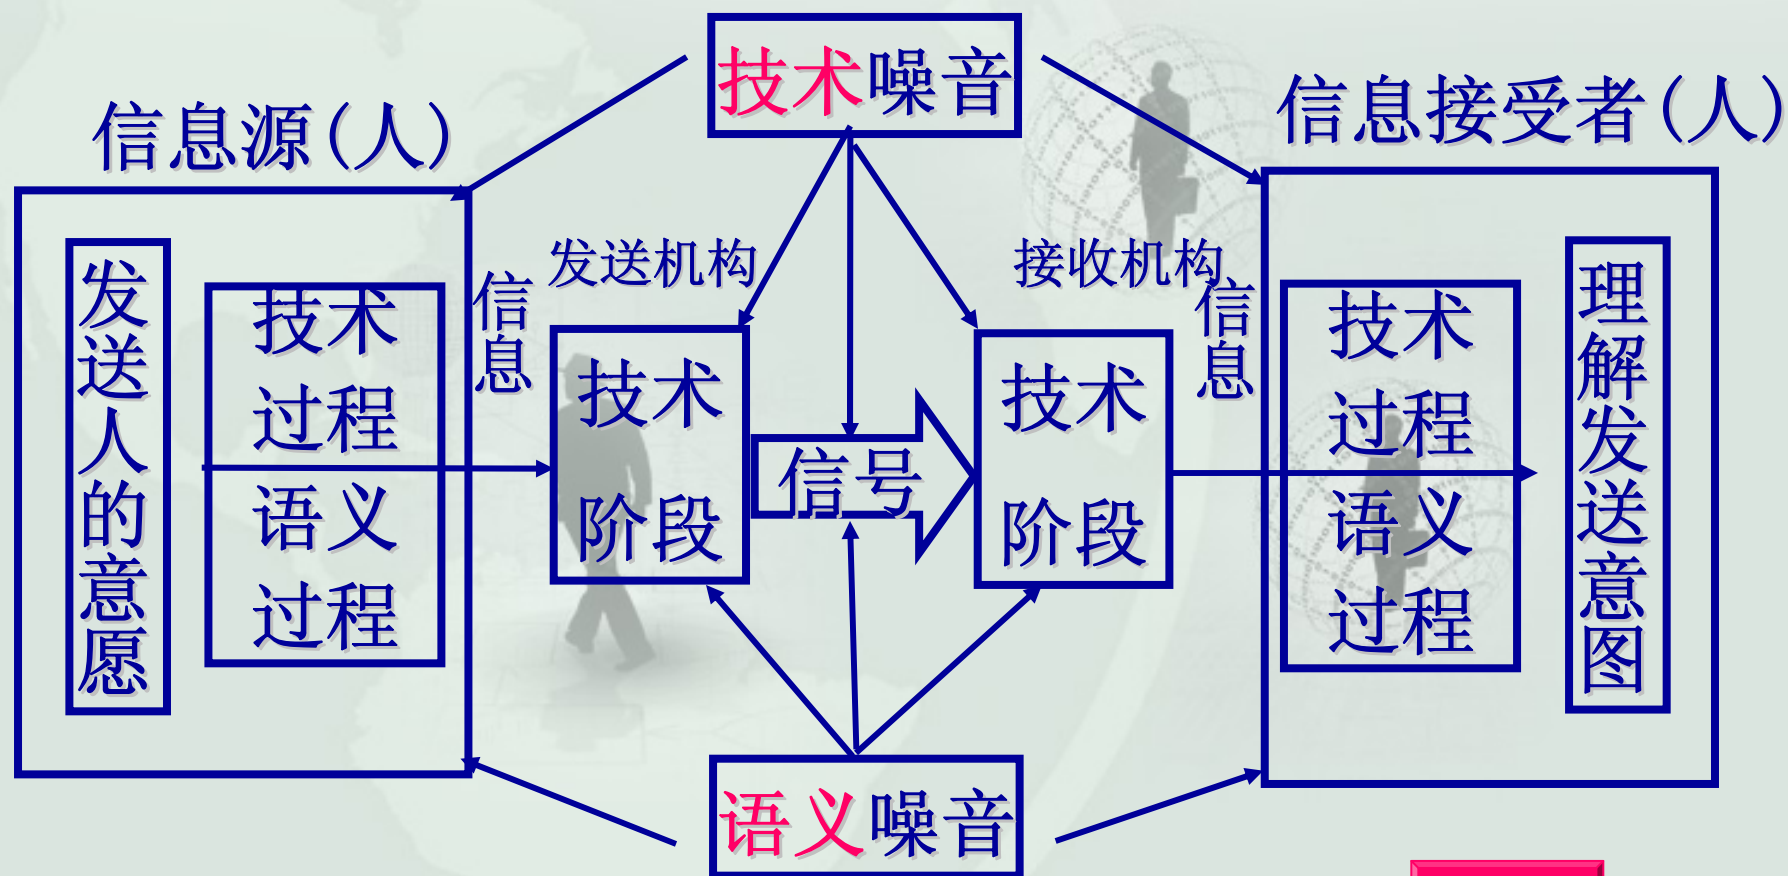 技术噪音
信息源(人)
信息接受者(人)
发送人的意愿
技术
过程
语义
过程
信息
发送机构
技术
阶段
信号
接收机构
技术
阶段
信息
技术
过程
语义
过程
理解发送意图
语义噪音